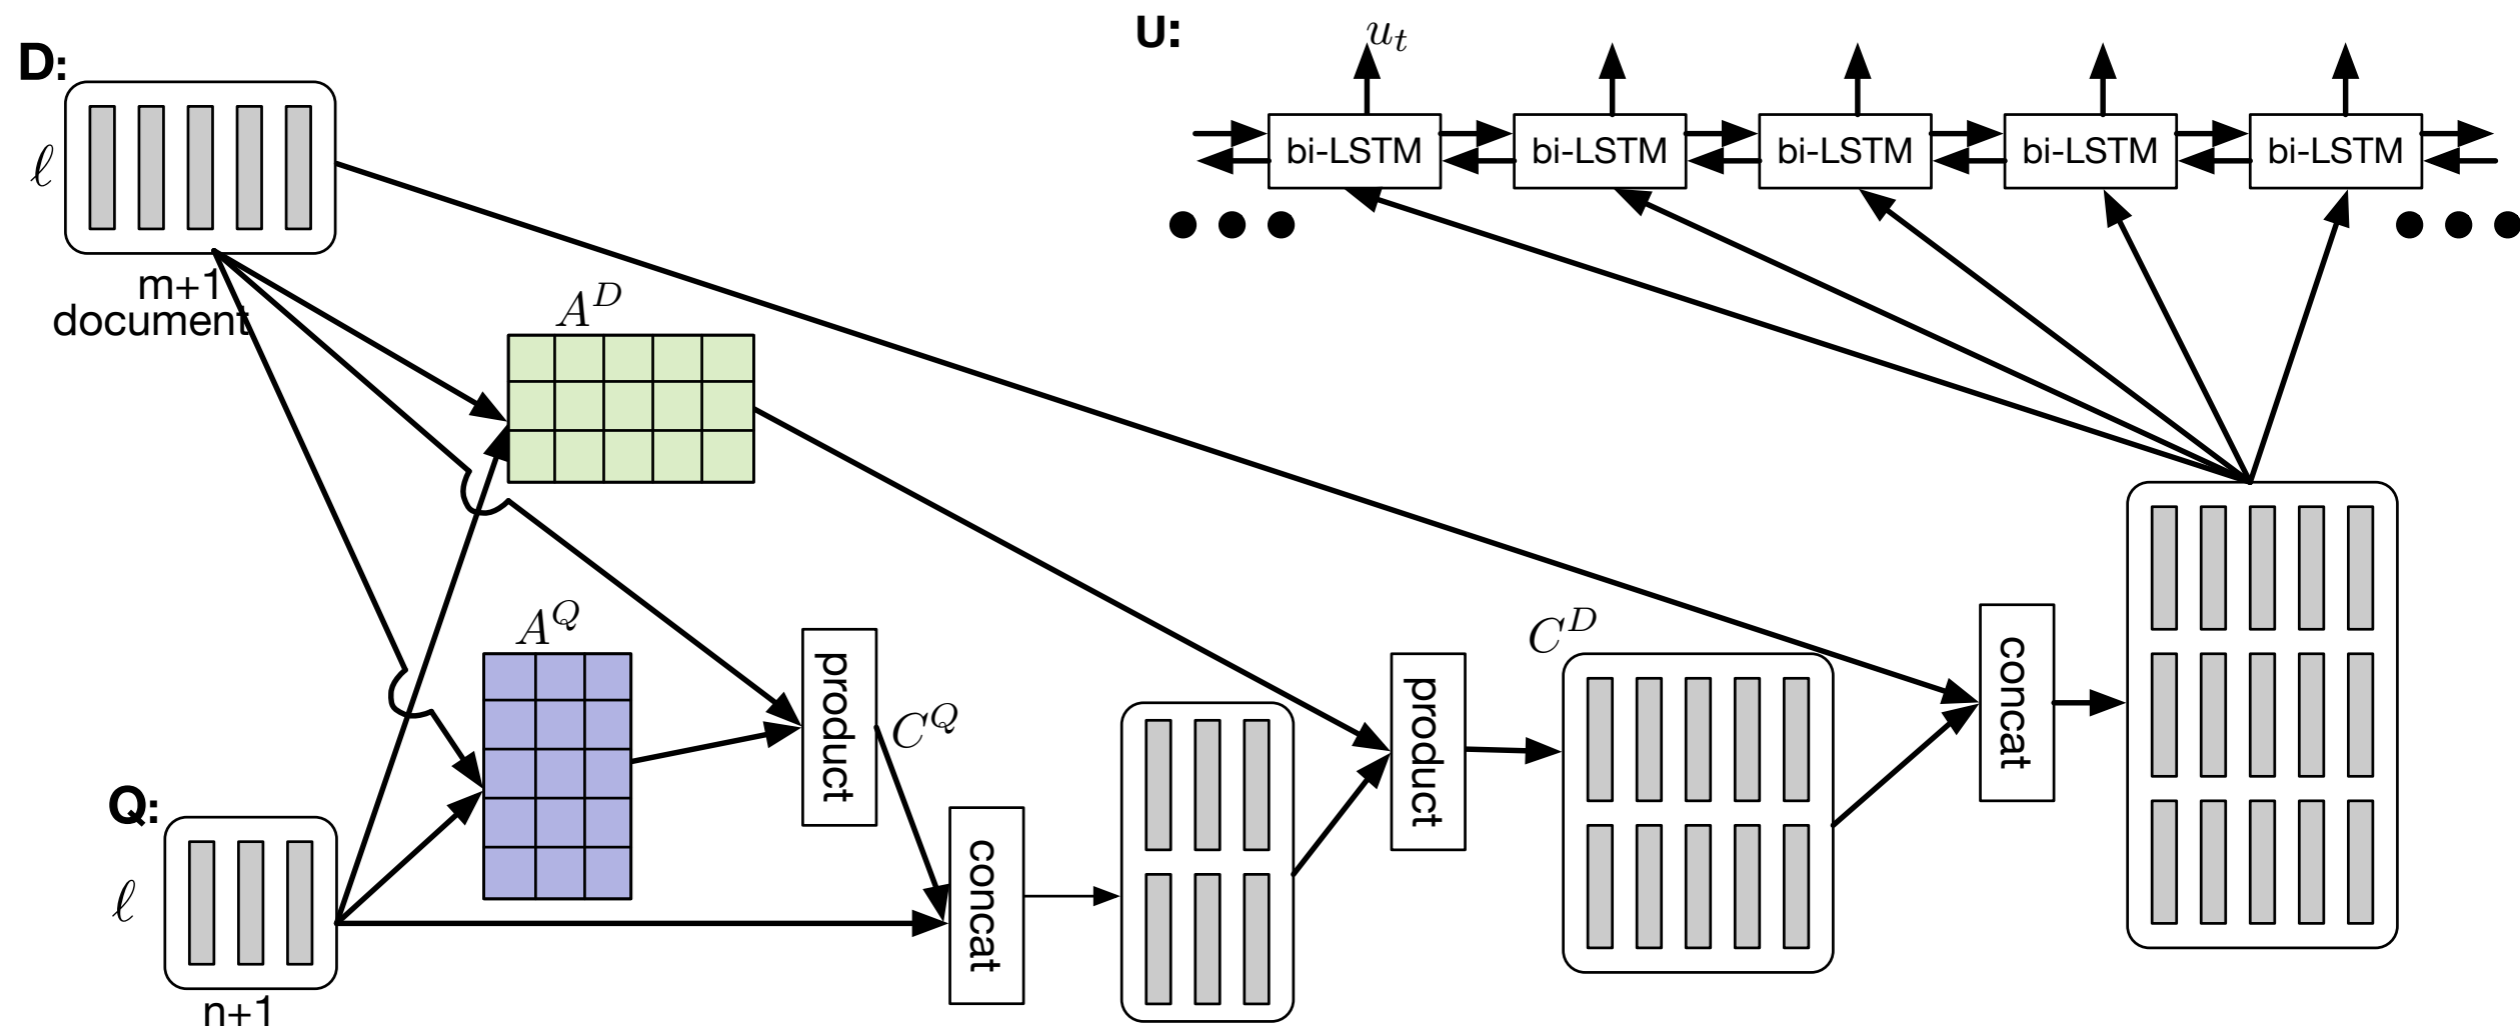 U:
u_t
D:
bi-LSTM bi-LSTM bi-LSTM bi-LSTM bi-LSTM
ℓ
m+1
document
A^D
A^Q
C^D
product
product
concat
C^Q
Q:
concat
ℓ
n+1